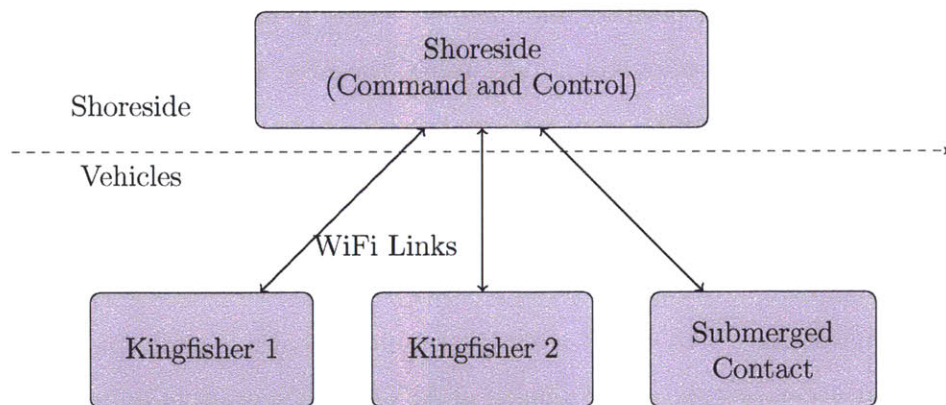 Shoreside
(Command and Control)
Shoreside
Vehicles
WiFi Links
Kingfisher 1
Kingfisher 2
Submerged
Contact